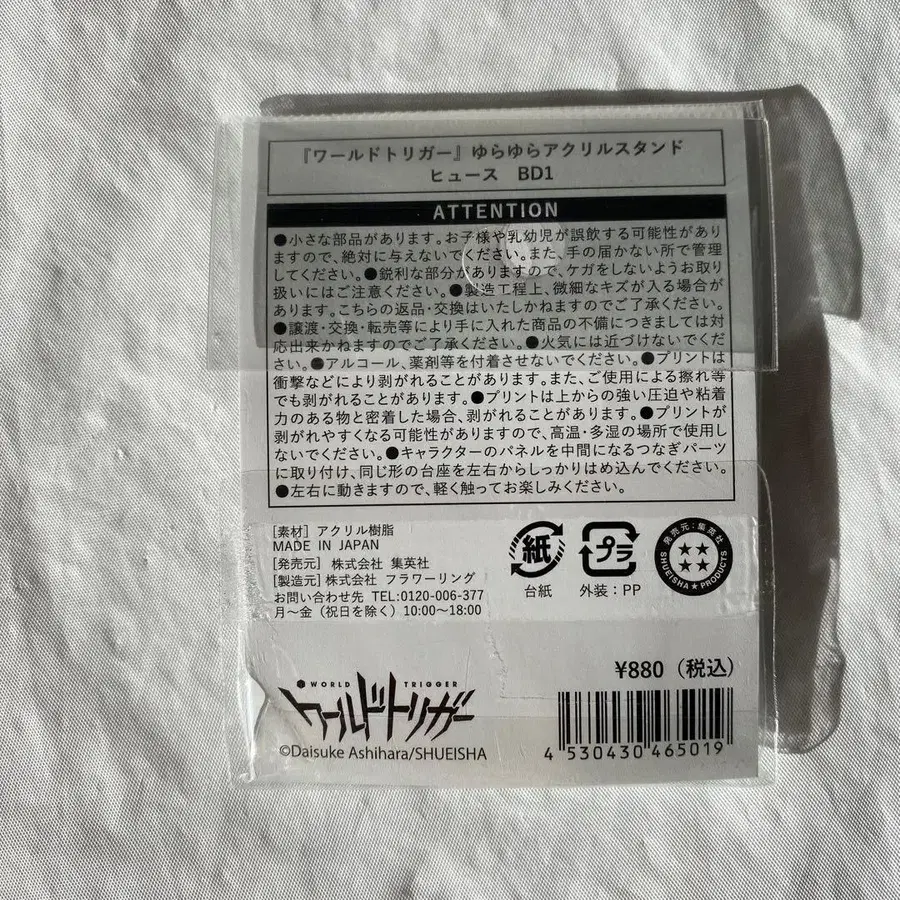 『ワールドトリガー』ゆらゆらアクリルスタンド
ヒュース BD1
ATTENTION
●小さな部品があります。お子様や乳幼児が誤飲する可能性があり
ますので、絶対に与えないでください。また、手の届かない所で管理
してください。●鋭利な部分がありますので、ケガをしないようお取り
扱いにはご注意ください。●製造工程上、微細なキズが入る場合が
あります。こちらの返品・交換はいたしかねますのでご了承ください。
●譲渡・交換・転売等により手に入れた商品の不備につきましては対
応出来かねますのでご了承ください。●火気には近づけないでくだ
さい。●アルコール、薬剤等を付着させないでください。●プリントは
衝撃などにより剥がれることがあります。また、ご使用による擦れ等
でも剥がれることがあります。●プリントは上からの強い圧迫や粘着
力のある物と密着した場合、剥がれることがあります。●プリントが
剥がれやすくなる可能性がありますので、高温・多湿の場所で使用し
ないでください。●キャラクターのパネルを中間になるつなぎパーツ
に取り付け、同じ形の台座を左右からしっかりはめ込んでください。
●左右に動きますので、軽く触ってお楽しみください。
[素材] アクリル樹脂
MADE IN JAPAN
[発売元] 株式会社 集英社
[製造元] 株式会社 フラワーリング
お問い合わせ先 TEL:0120-006-377
月〜金（祝日を除く）10:00〜18:00
紙
台紙
プラ
外装：PP
発売元：集英社
SHUEISHA★PRODUCTS
¥880（税込）
WORLD TRIGGER
ワールドトリガー
©Daisuke Ashihara/SHUEISHA
4 530430 465019